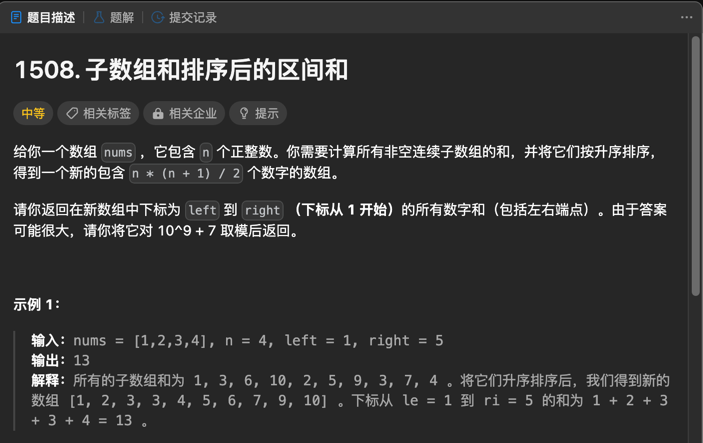 题目描述 | 题解 | 提交记录
1508. 子数组和排序后的区间和
中等 相关标签 相关企业 提示
给你一个数组 nums ，它包含 n 个正整数。你需要计算所有非空连续子数组的和，并将它们按升序排序，
得到一个新的包含 n * (n + 1) / 2 个数字的数组。
请你返回在新数组中下标为 left 到 right （下标从 1 开始）的所有数字和（包括左右端点）。由于答案
可能很大，请你将它对 10^9 + 7 取模后返回。
示例 1：
输入：nums = [1,2,3,4], n = 4, left = 1, right = 5
输出：13
解释：所有的子数组和为 1, 3, 6, 10, 2, 5, 9, 3, 7, 4 。将它们升序排序后，我们得到新的
数组 [1, 2, 3, 3, 4, 5, 6, 7, 9, 10] 。下标从 le = 1 到 ri = 5 的和为 1 + 2 + 3
+ 3 + 4 = 13 。